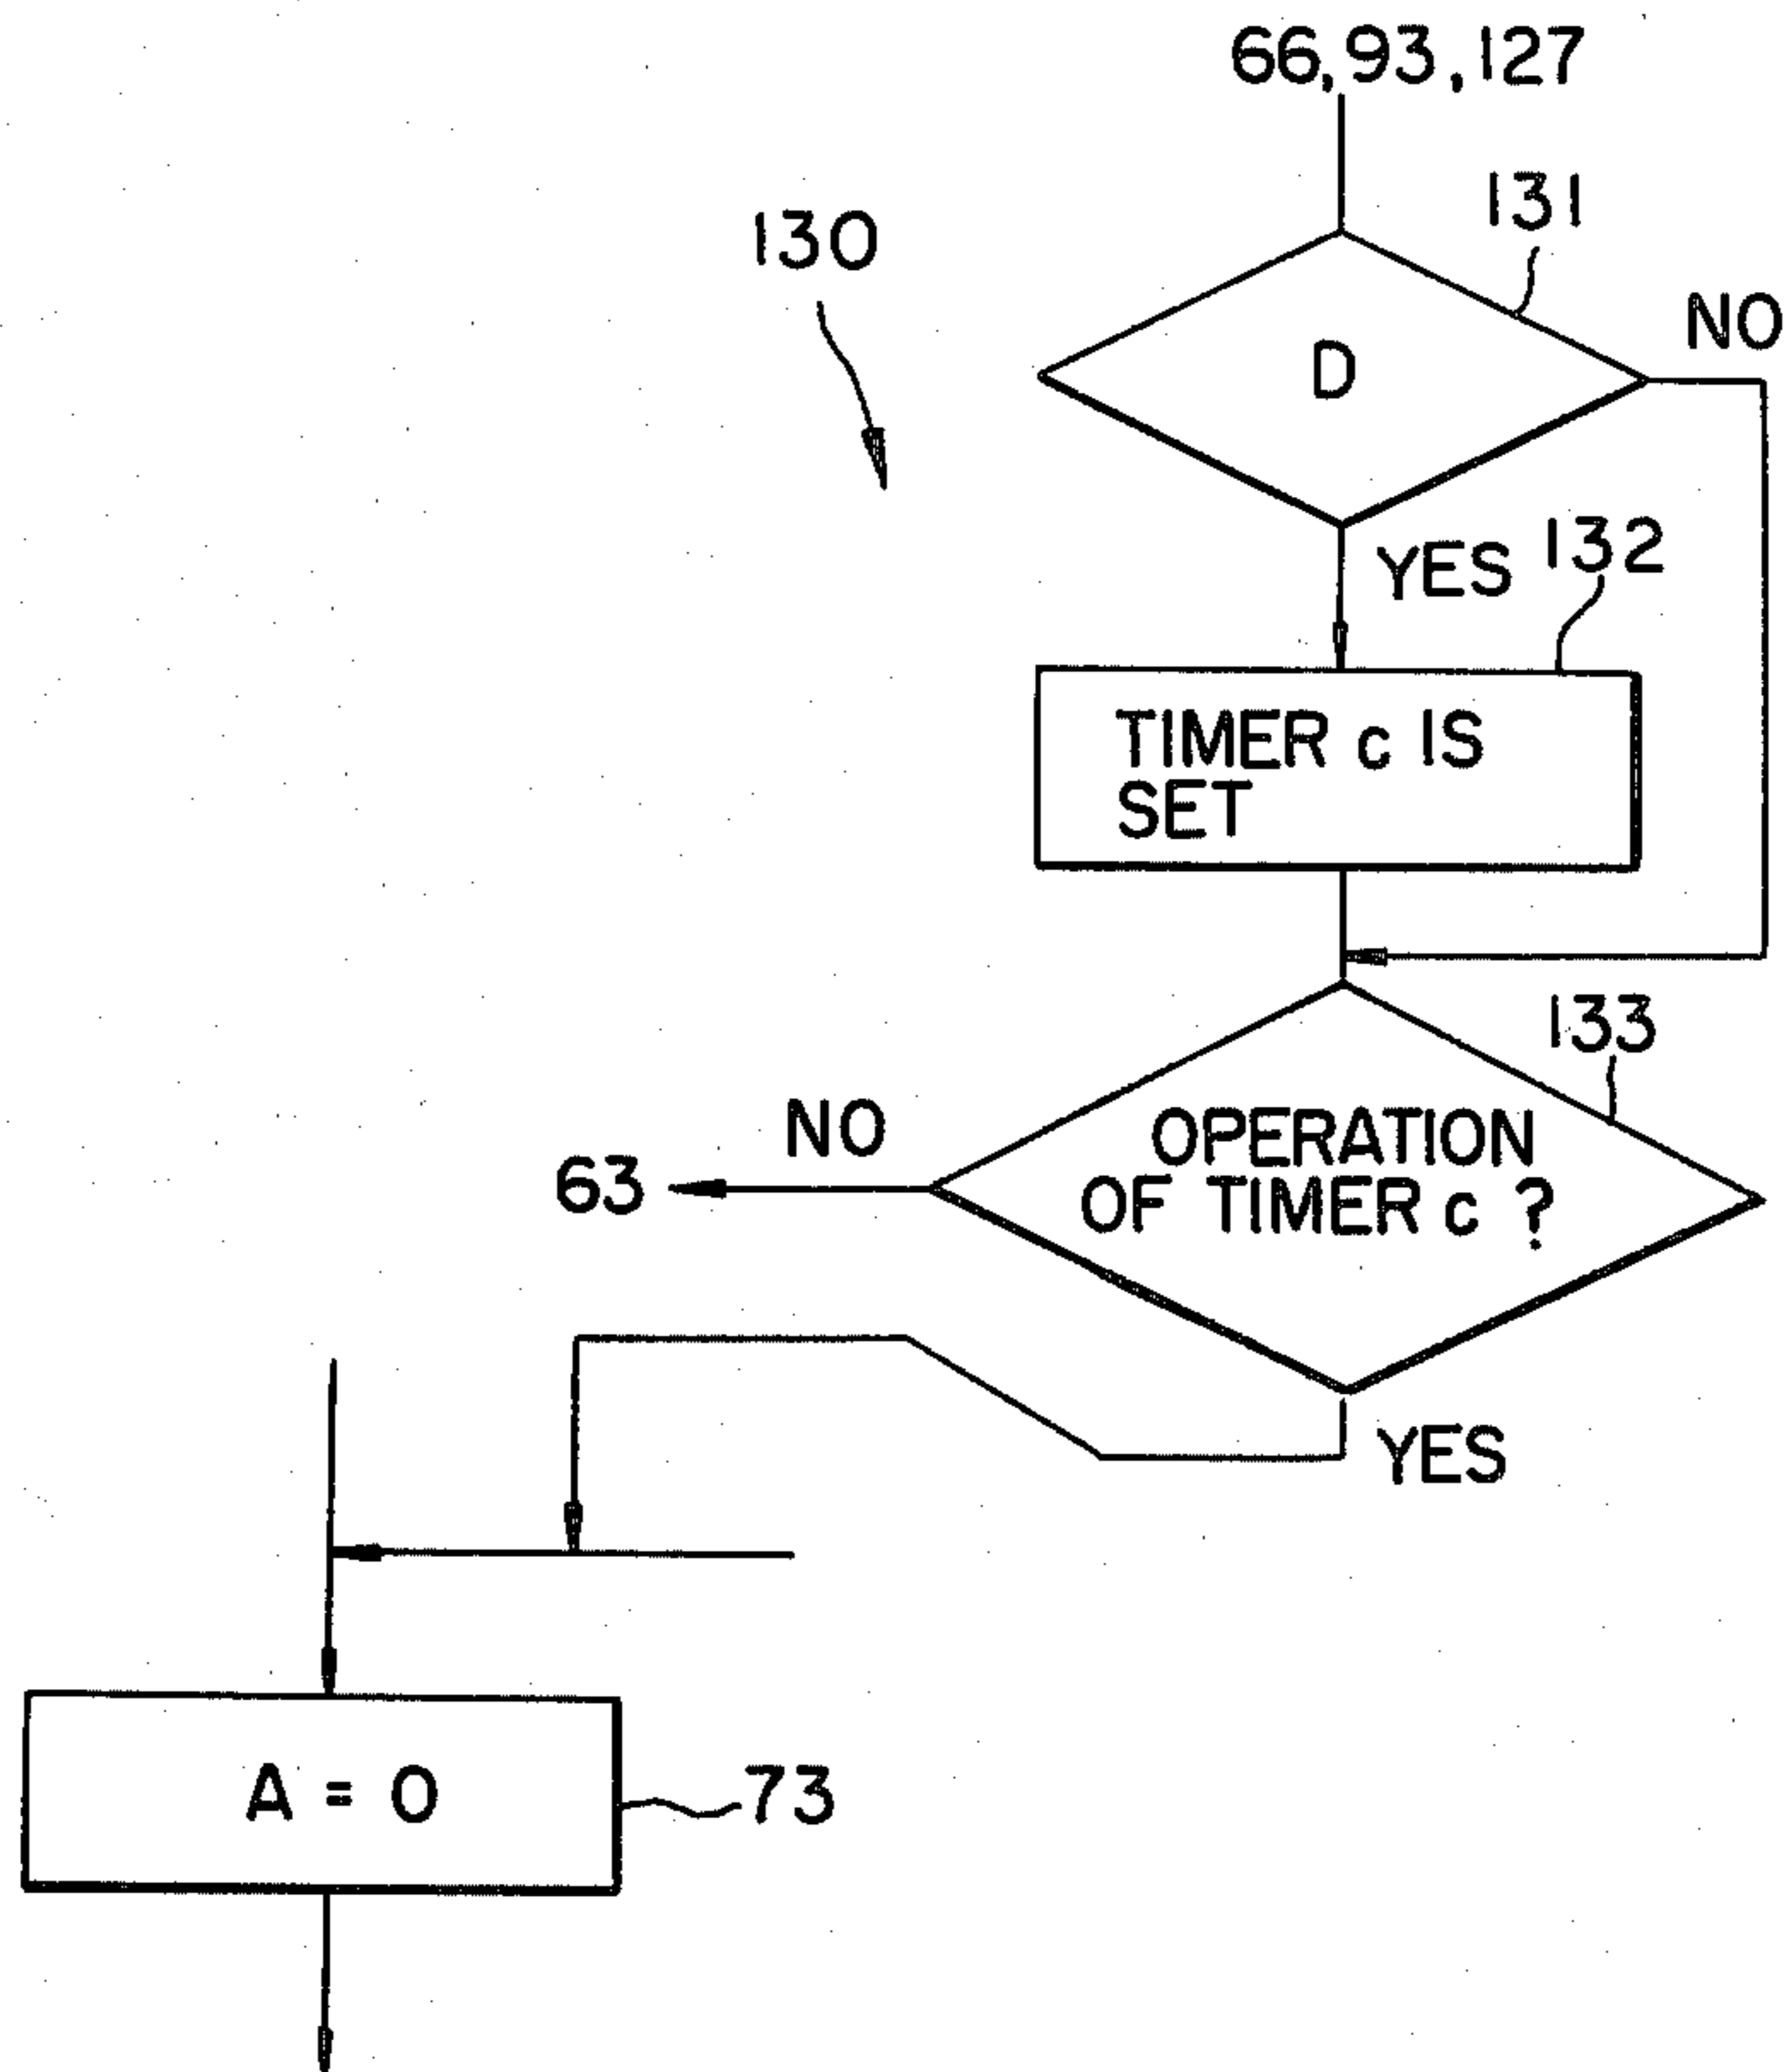 66,93,127
131
130
NO
D
YES
132
TIMER c IS
SET
133
NO
OPERATION
63
OF TIMER c ?
YES
A = 0
73